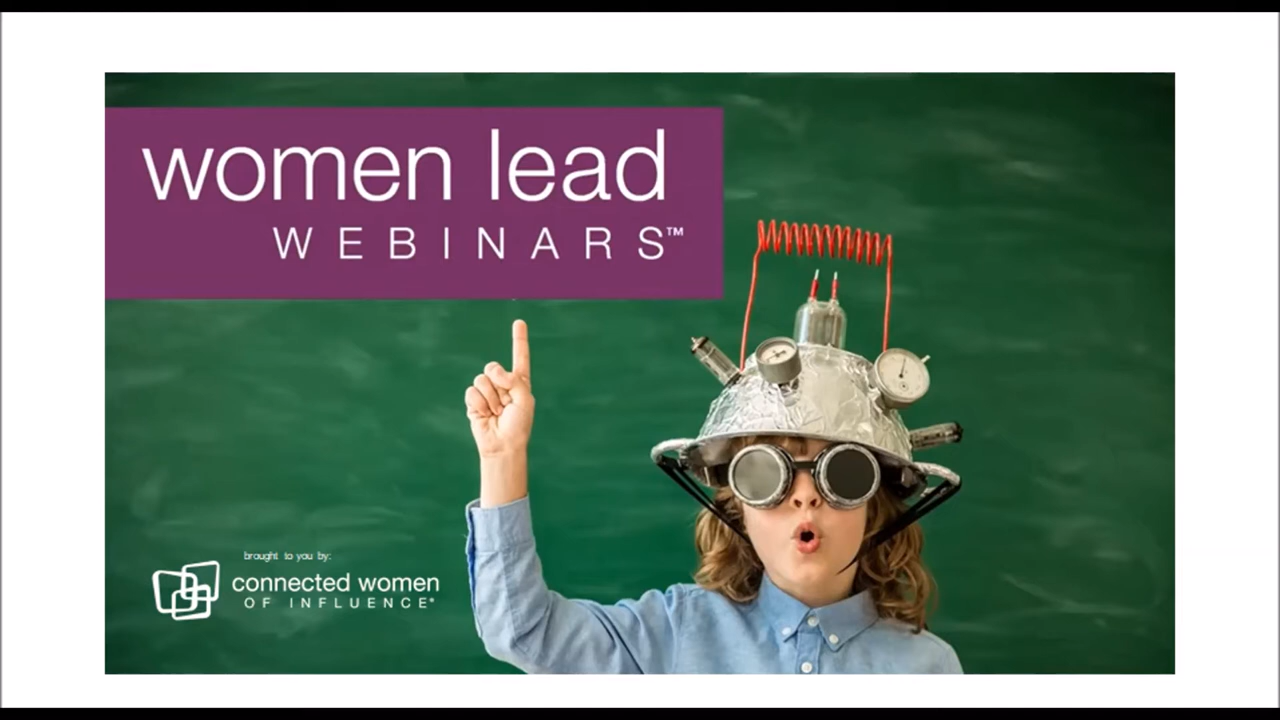 women lead
WEBINARS™
brought to you by:
connected women
OF INFLUENCE®